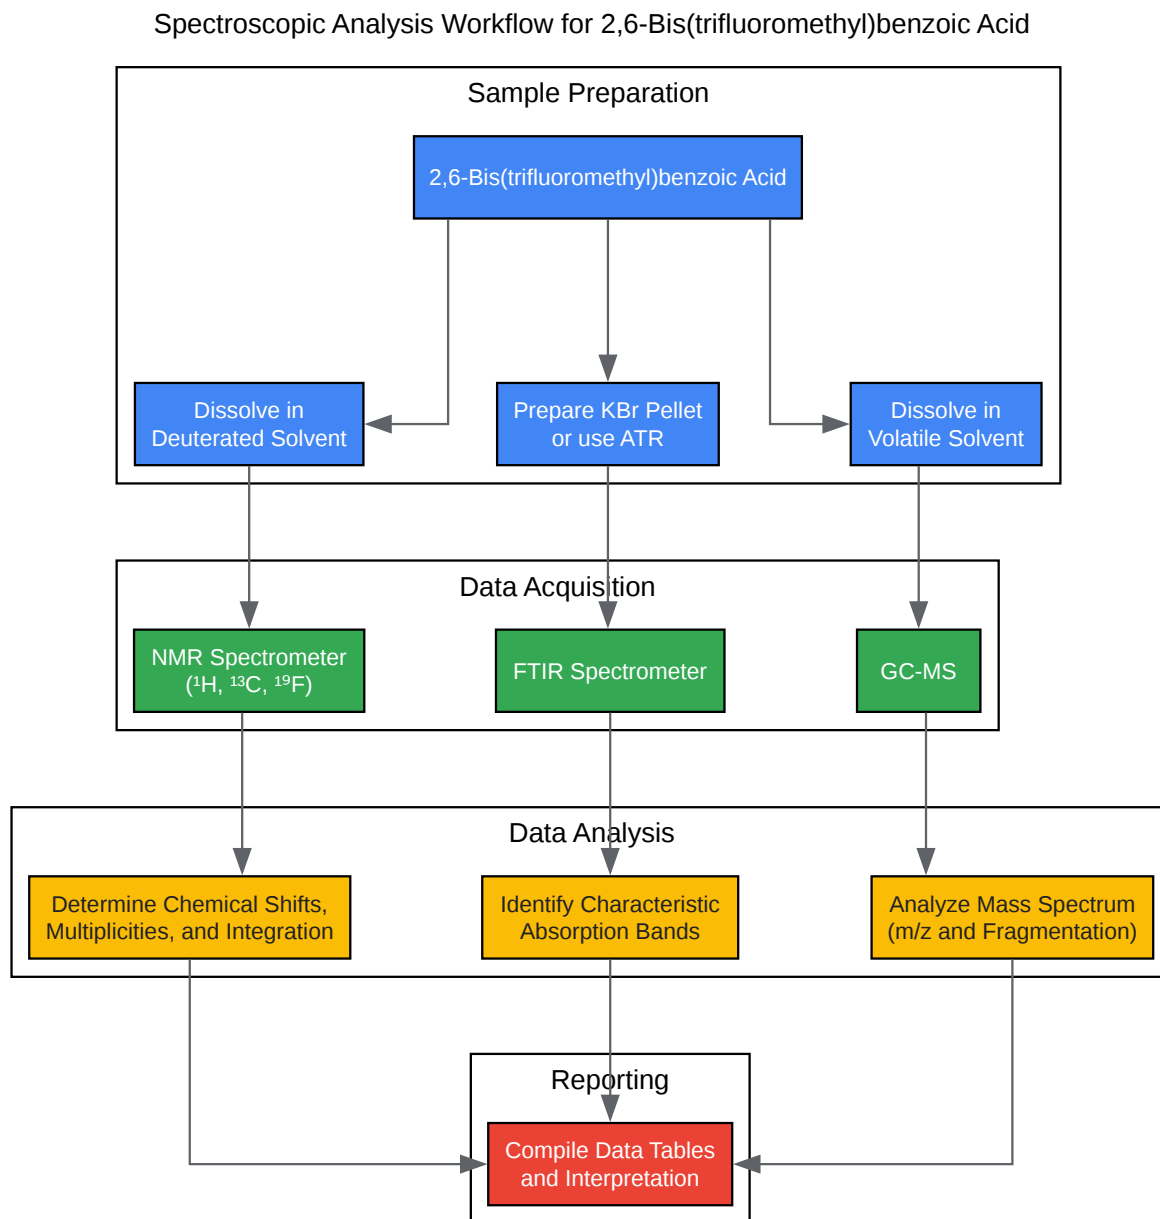 Spectroscopic Analysis Workflow for 2,6-Bis(trifluoromethyl)benzoic Acid
Sample Preparation
2,6-Bis(trifluoromethyl)benzoic Acid
Dissolve in
Deuterated Solvent
Prepare KBr Pellet
or use ATR
Dissolve in
Volatile Solvent
Data Acquisition
NMR Spectrometer
(¹H, ¹³C, ¹⁹F)
FTIR Spectrometer
GC-MS
Data Analysis
Determine Chemical Shifts,
Multiplicities, and Integration
Identify Characteristic
Absorption Bands
Analyze Mass Spectrum
(m/z and Fragmentation)
Reporting
Compile Data Tables
and Interpretation